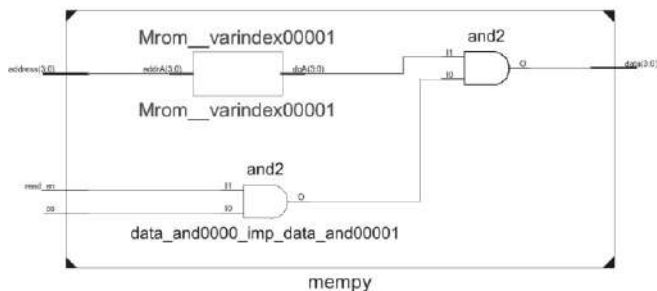 Mrom__varindex00001
and2
address(3:0)
addrA(3:0)
doA(3:0)
I1
I0
O
data(3:0)
Mrom__varindex00001
and2
read_en
I1
O
cs
I0
data_and0000_imp_data_and00001
mempy